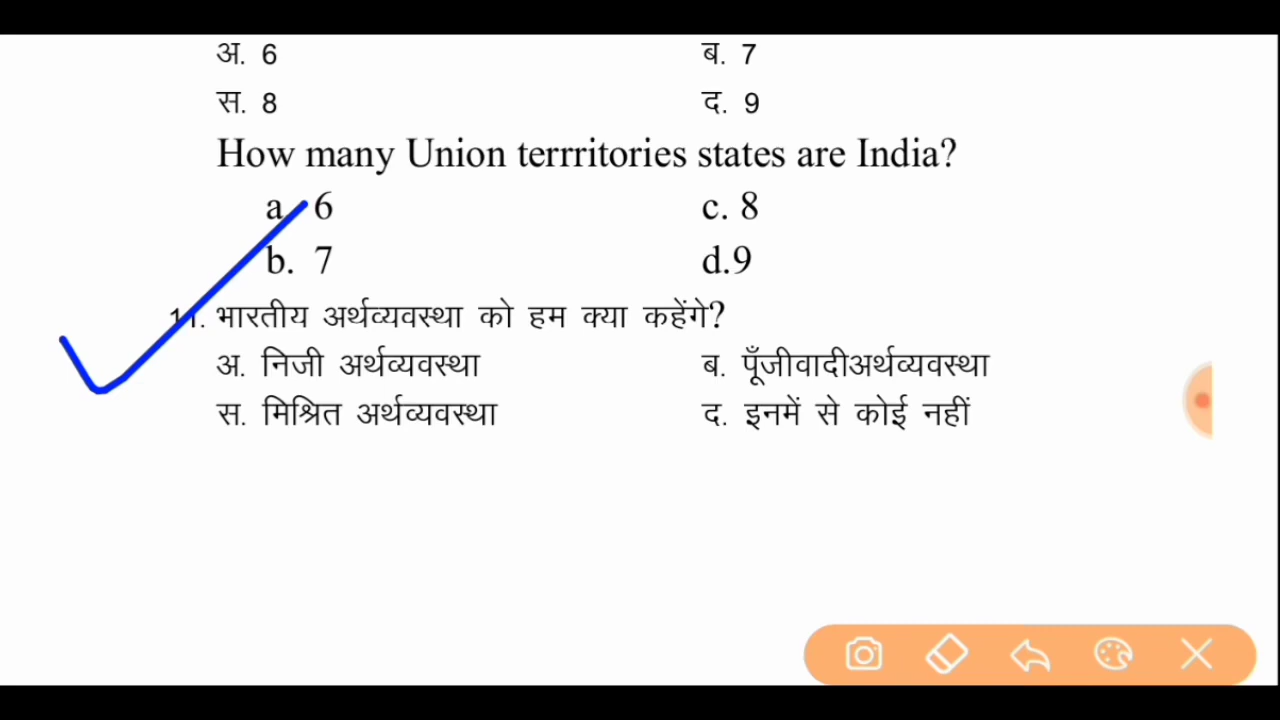 अ. 6 ब. 7
स. 8 द. 9
How many Union terrritories states are India?
a. 6 c. 8
b. 7 d.9
11. भारतीय अर्थव्यवस्था को हम क्या कहेंगे?
अ. निजी अर्थव्यवस्था ब. पूँजीवादीअर्थव्यवस्था
स. मिश्रित अर्थव्यवस्था द. इनमें से कोई नहीं